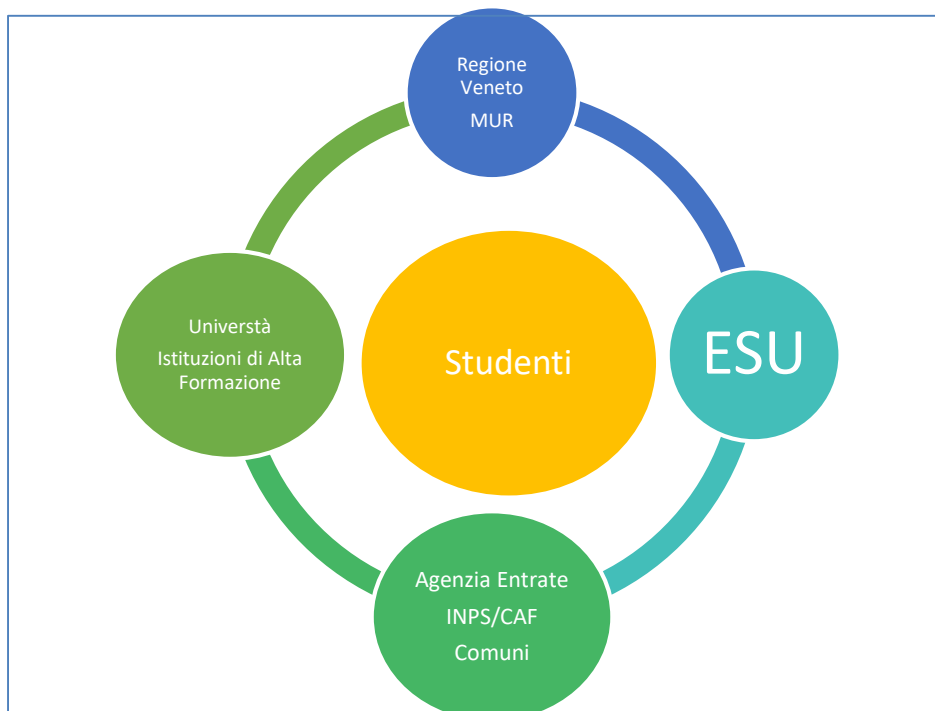 Regione
Veneto
MUR
Universtà
Istituzioni di Alta
Formazione
Studenti
ESU
Agenzia Entrate
INPS/CAF
Comuni